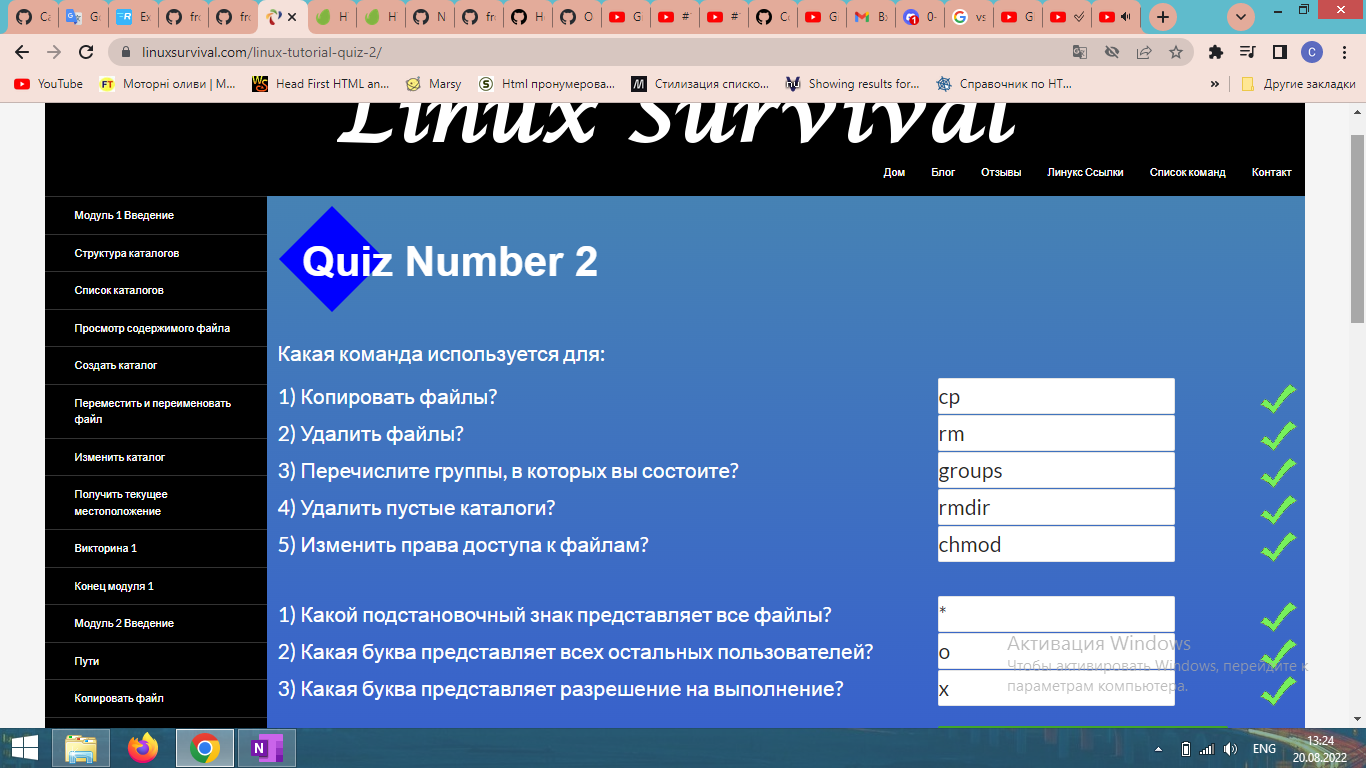 Ca
Go
Ex
fro
fro
H
H
N
fro
H
O
G
#
#
Co
G
Вх
0-
vs
G
linuxsurvival.com/linux-tutorial-quiz-2/
C
YouTube
Моторні оливи | М...
Head First HTML an...
Marsy
Html пронумерова...
Стилизация списко...
Showing results for...
Справочник по HT...
»
Другие закладки
Linux Survival
Дом
Блог
Отзывы
Линукс Ссылки
Список команд
Контакт
Модуль 1 Введение
Структура каталогов
Список каталогов
Просмотр содержимого файла
Создать каталог
Переместить и переименовать
файл
Изменить каталог
Получить текущее
местоположение
Викторина 1
Конец модуля 1
Модуль 2 Введение
Пути
Копировать файл
Quiz Number 2
Какая команда используется для:
1) Копировать файлы?
cp
2) Удалить файлы?
rm
3) Перечислите группы, в которых вы состоите?
groups
4) Удалить пустые каталоги?
rmdir
5) Изменить права доступа к файлам?
chmod
1) Какой подстановочный знак представляет все файлы?
*
2) Какая буква представляет всех остальных пользователей?
o
3) Какая буква представляет разрешение на выполнение?
x
Активация Windows
Чтобы активировать Windows, перейдите к
параметрам компьютера.
ENG
13:24
20.08.2022